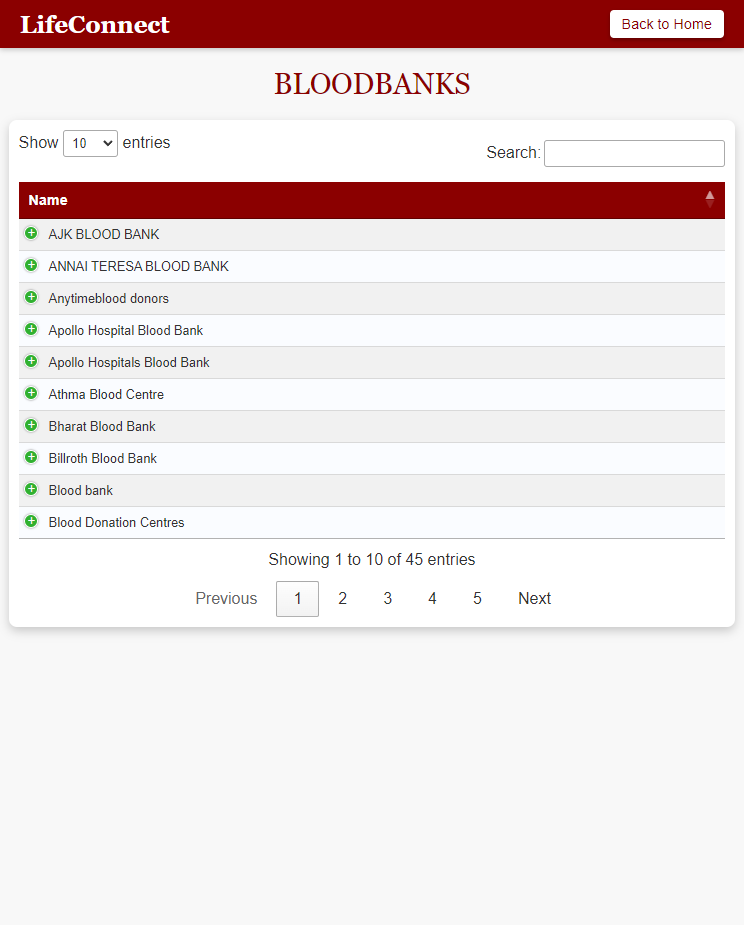 LifeConnect
Back to Home
BLOODBANKS
Show 10 entries
Search:
Name
AJK BLOOD BANK
ANNAI TERESA BLOOD BANK
Anytimeblood donors
Apollo Hospital Blood Bank
Apollo Hospitals Blood Bank
Athma Blood Centre
Bharat Blood Bank
Billroth Blood Bank
Blood bank
Blood Donation Centres
Showing 1 to 10 of 45 entries
Previous 1 2 3 4 5 Next